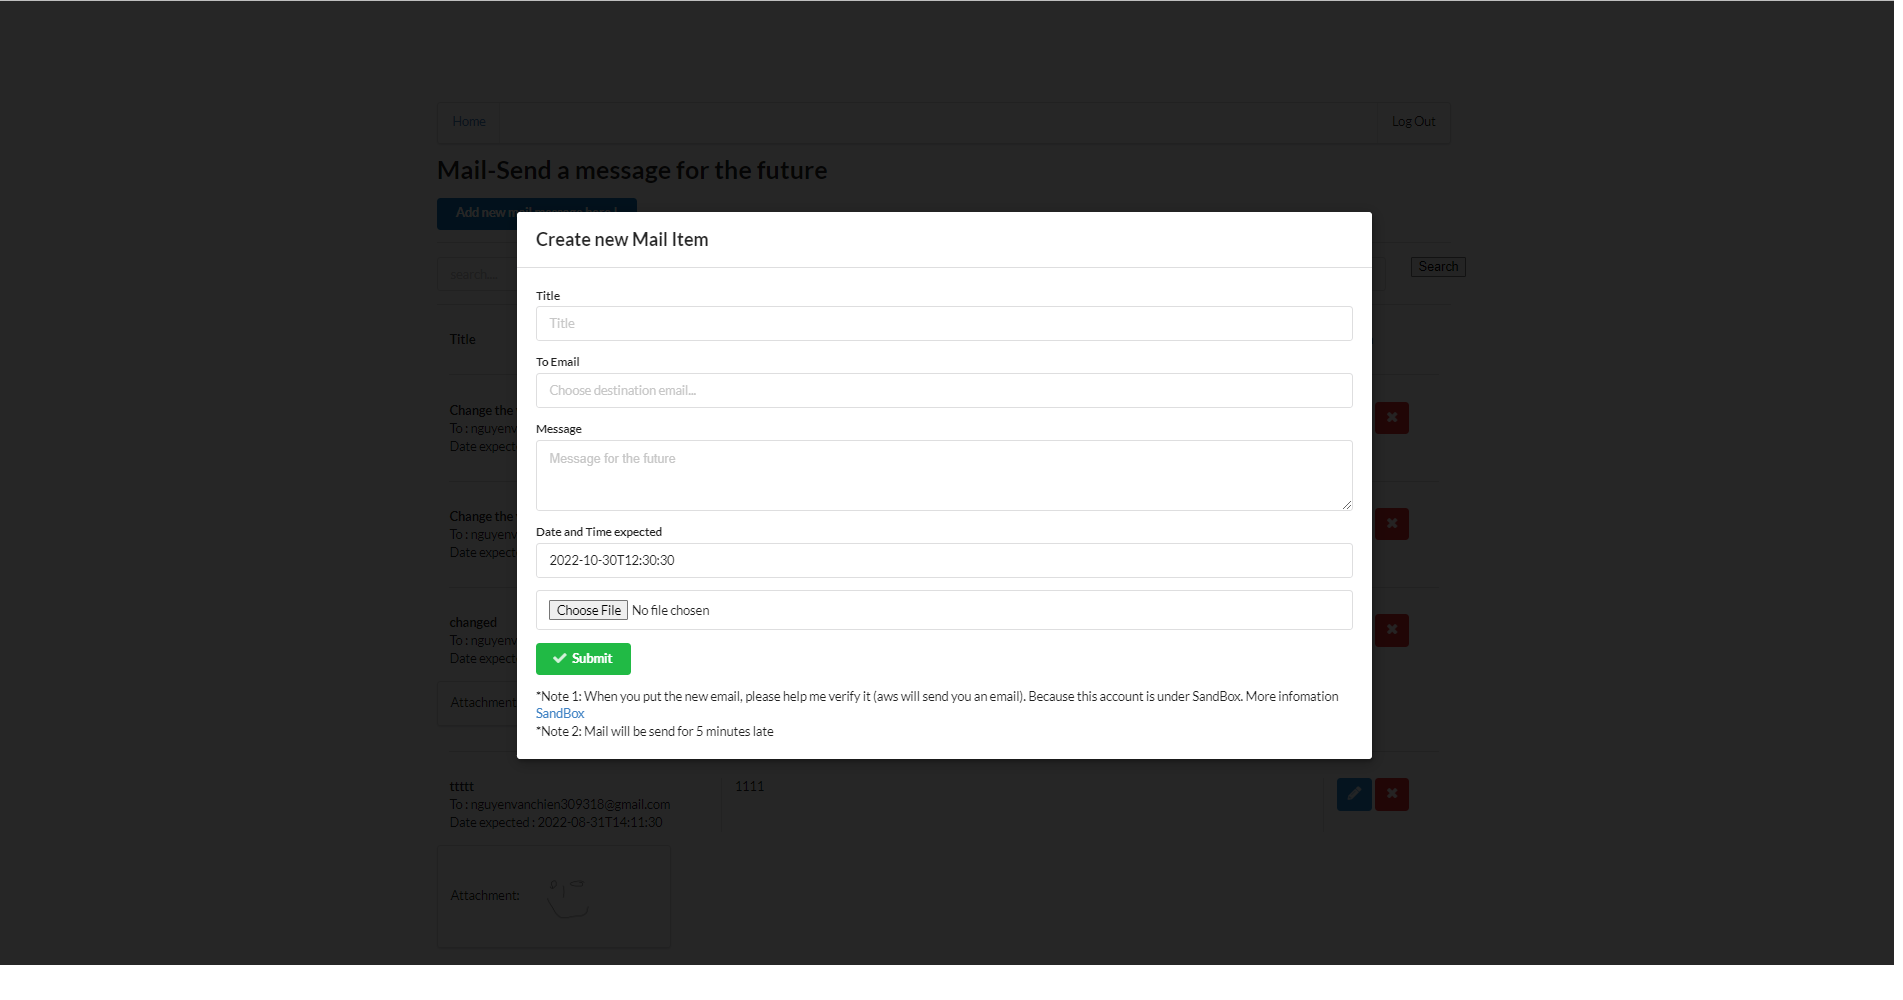 Home
Log Out
Mail-Send a message for the future
Add new
search...
Search
Create new Mail Item
Title
Title
To Email
Choose destination email...
Message
Message for the future
Date and Time expected
2022-10-30T12:30:30
Choose File No file chosen
Submit
*Note 1: When you put the new email, please help me verify it (aws will send you an email). Because this account is under SandBox. More infomation
SandBox
*Note 2: Mail will be send for 5 minutes late
Title
Change the
To : nguyenv
Date expect
Change the
To : nguyenv
Date expect
changed
To : nguyenv
Date expect
Attachment
ttttt
To : nguyenvanchien309318@gmail.com
Date expected : 2022-08-31T14:11:30
1111
Attachment: